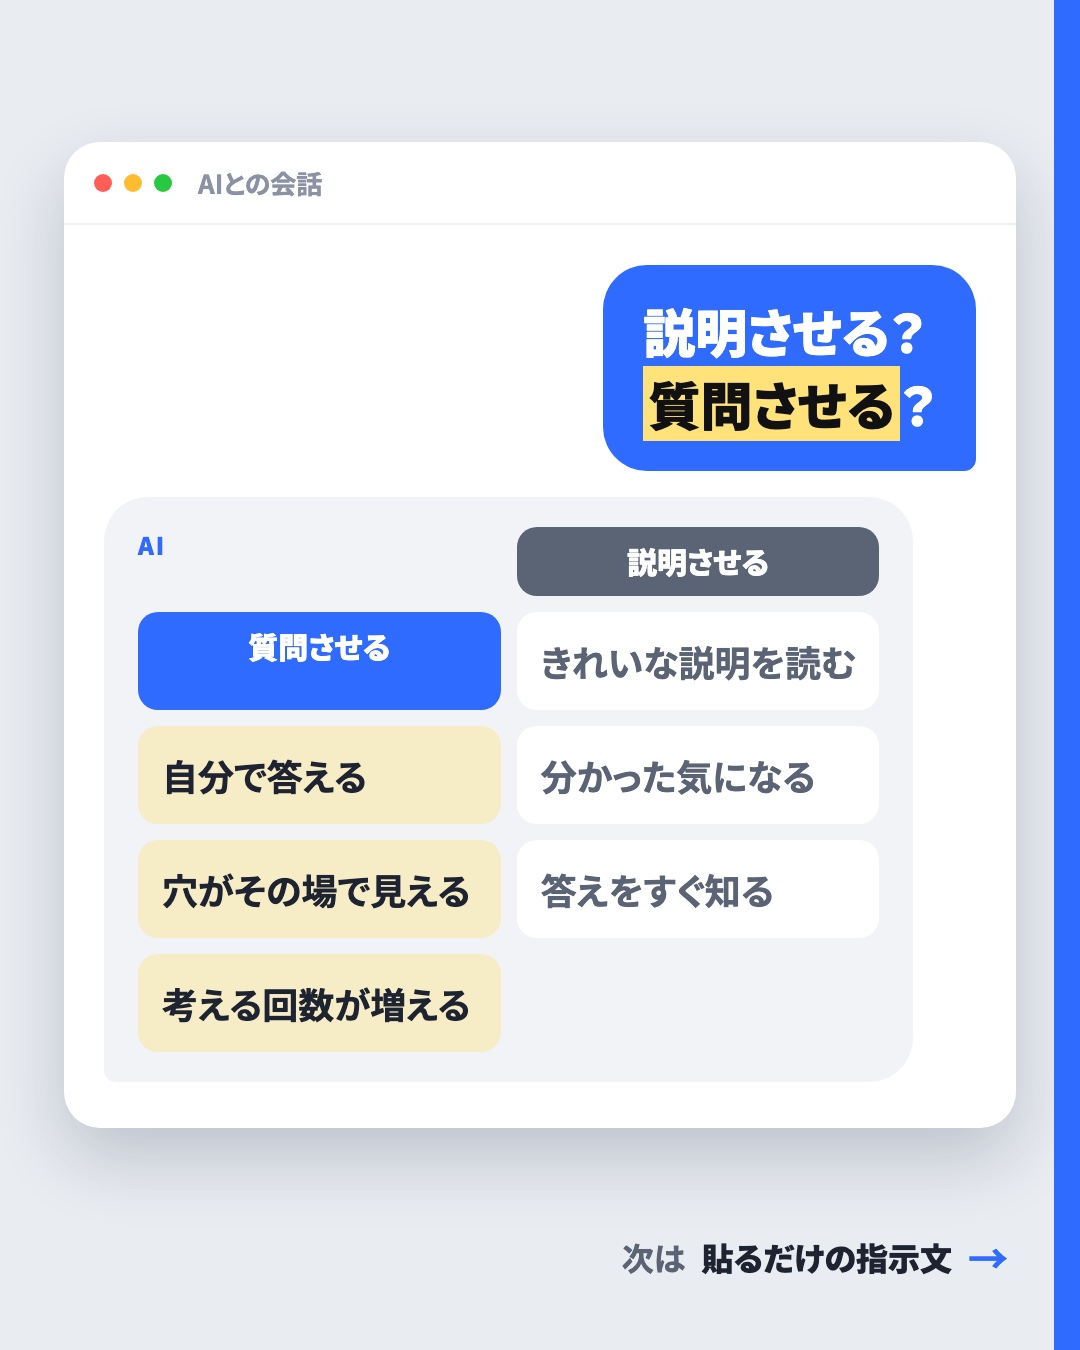 AIとの会話
説明させる？
質問させる？
AI
説明させる
質問させる
きれいな説明を読む
自分で答える
分かった気になる
穴がその場で見える
答えをすぐ知る
考える回数が増える
次は 貼るだけの指示文 →